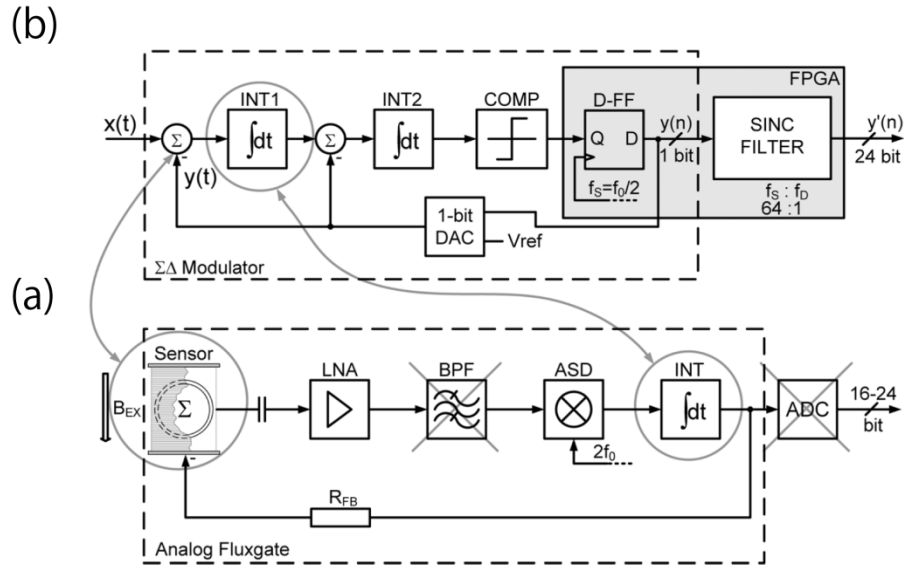 (b)
FPGA
INT1 INT2 COMP D-FF
x(t) Σ ∫dt Σ ∫dt Q D y(n) SINC FILTER y'(n)
- - 1 bit 24 bit
y(t) fS=f0/2 fS : fD
64 :1
1-bit
DAC
Vref
ΣΔ Modulator
(a)
Sensor
LNA BPF ASD INT
16-24
BEX Σ ∫dt ADC
bit
- 2f0
RFB
Analog Fluxgate